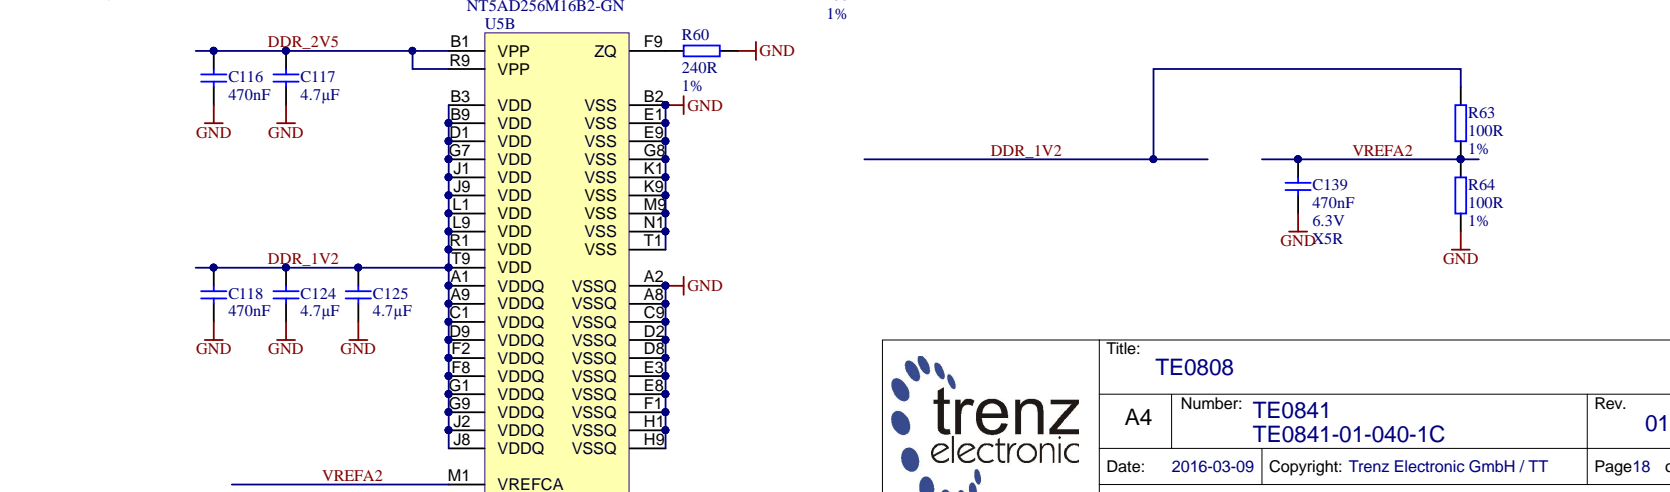 NT5AD256M16B2-GN
U5B
1%
DDR_2V5
B1 VPP ZQ F9
R9 VPP
R60
240R
1%
GND
C116
470nF
GND
C117
4.7µF
GND
B3 VDD VSS B2 GND
B9 VDD VSS E1
D1 VDD VSS E9
G7 VDD VSS G8
J1 VDD VSS K1
J9 VDD VSS K9
L1 VDD VSS M9
L9 VDD VSS N1
R1 VDD VSS T1
DDR_1V2 T9 VDD
A1 VDDQ VSSQ A2 GND
A9 VDDQ VSSQ A8
C1 VDDQ VSSQ C9
D9 VDDQ VSSQ D2
F2 VDDQ VSSQ D8
F8 VDDQ VSSQ E3
G1 VDDQ VSSQ E8
G9 VDDQ VSSQ F1
J2 VDDQ VSSQ H1
J8 VDDQ VSSQ H9
C118
470nF
GND
C124
4.7µF
GND
C125
4.7µF
GND
VREFA2 M1 VREFCA
DDR_1V2
VREFA2
R63
100R
1%
R64
100R
1%
GND
C139
470nF
6.3V
X5R
GND
trenz
electronic
Title:
TE0808
A4
Number: TE0841
TE0841-01-040-1C
Rev.
01
Date: 2016-03-09
Copyright: Trenz Electronic GmbH / TT
Page18